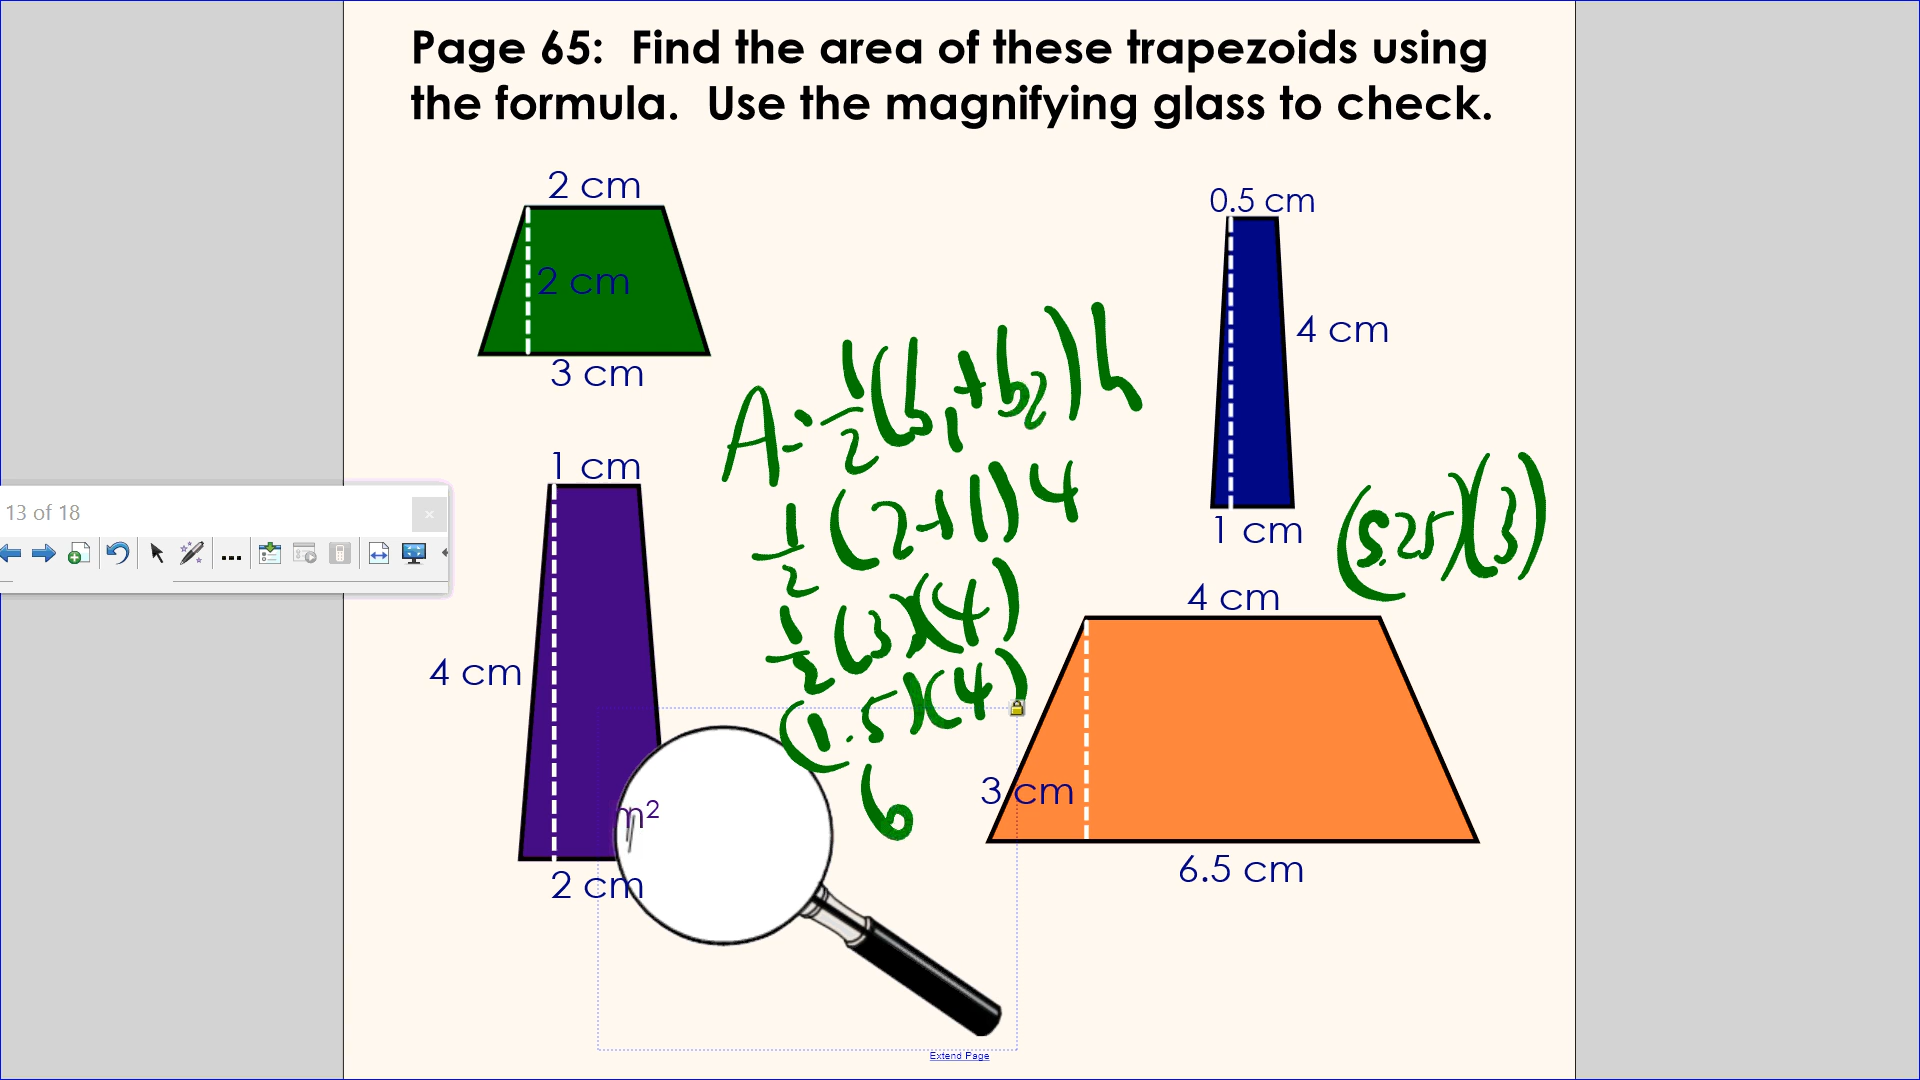 Page 65:  Find the area of these trapezoids using
the formula.  Use the magnifying glass to check.
2 cm
2 cm
3 cm
0.5 cm
4 cm
1 cm
A = 1/2 (b1 + b2) h
1/2 (2+1) 4
1/2 (3)(4)
(1.5)(4)
6
1 cm
4 cm
2 cm
m²
(5.25)(3)
4 cm
3 cm
6.5 cm
13 of 18
Extend Page